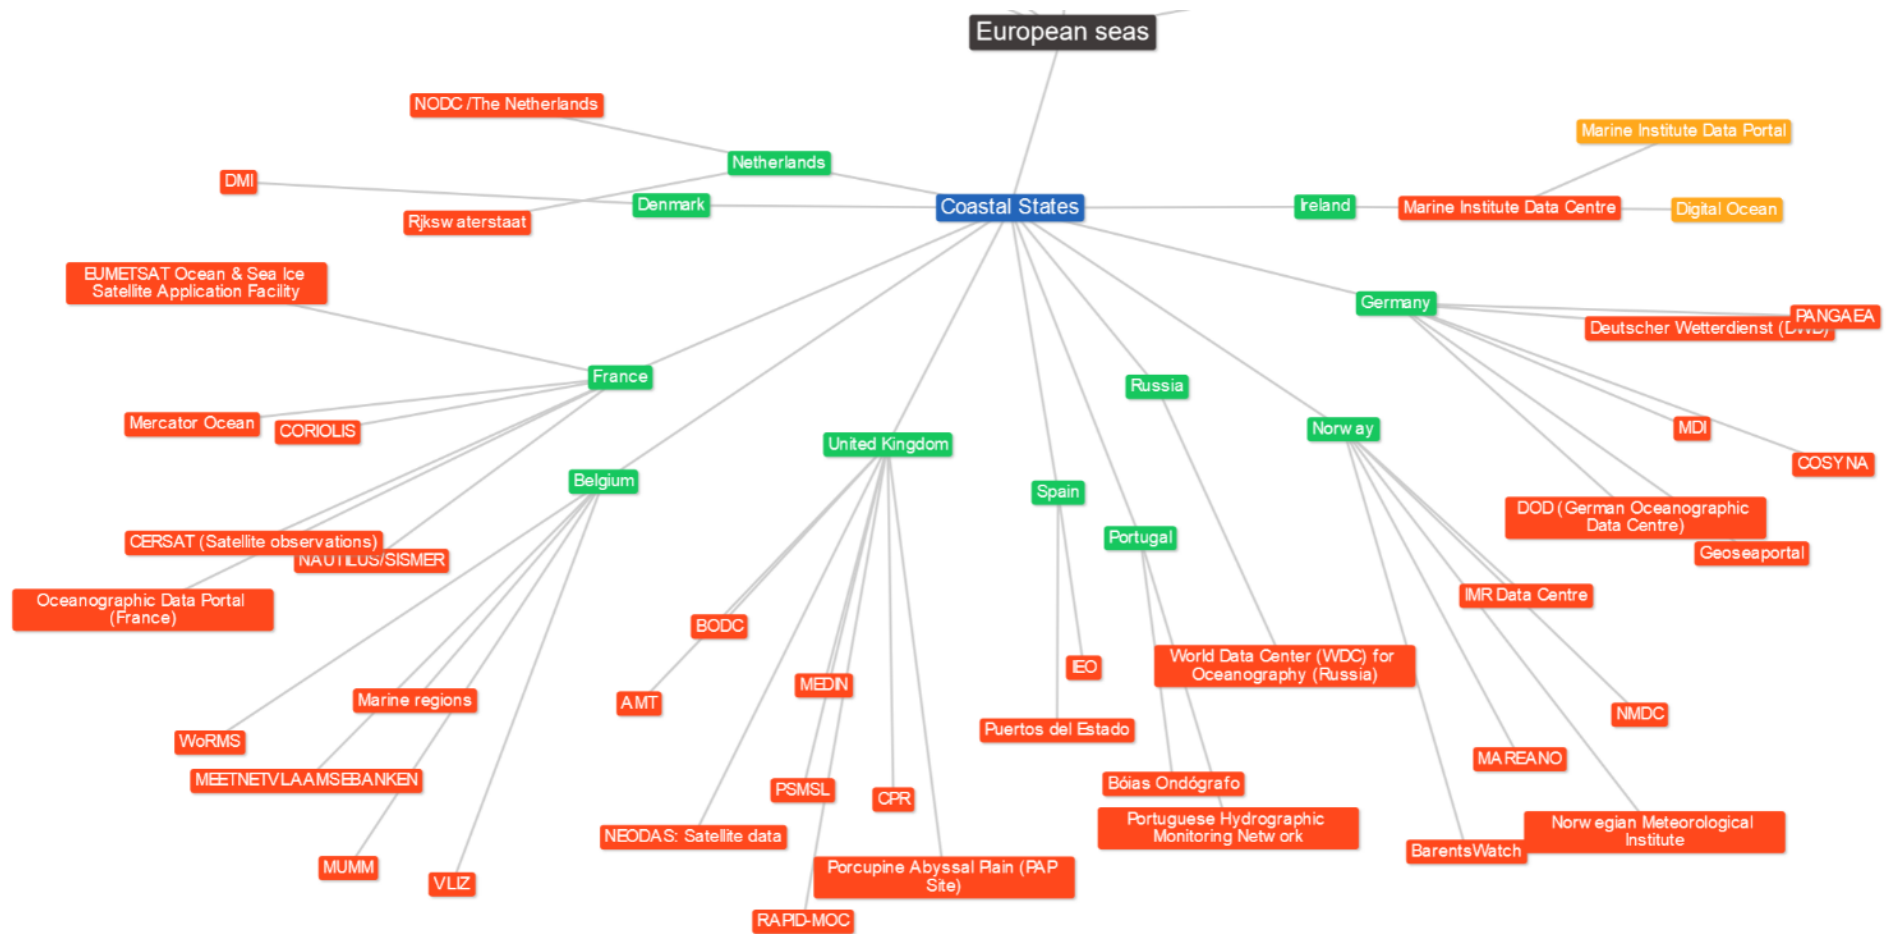 European seas
NODC /The Netherlands
Marine Institute Data Portal
Netherlands
DMI
Denmark
Coastal States
Ireland
Marine Institute Data Centre
Digital Ocean
Rjkswaterstaat
EUMETSAT Ocean & Sea Ice
Satellite Application Facility
Germany
PANGAEA
Deutscher Wetterdienst (DWD)
France
Russia
Mercator Ocean
CORIOLIS
MDI
Norway
United Kingdom
COSYNA
Belgium
Spain
DOD (German Oceanographic
Data Centre)
Portugal
CERSAT (Satellite observations)
NAUTILUS/SISMER
Geoseaportal
Oceanographic Data Portal
(France)
IMR Data Centre
BODC
World Data Center (WDC) for
Oceanography (Russia)
IEO
MEDIN
Marine regions
AMT
NMDC
Puertos del Estado
WoRMS
MAREANO
MEETNETVLAAMSEBANKEN
PSMSL
CPR
Bóias Ondógrafo
Portuguese Hydrographic
Monitoring Network
Norwegian Meteorological
Institute
NEODAS: Satellite data
BarentsWatch
MUMM
VLIZ
Porcupine Abyssal Plain (PAP
Site)
RAPID-MOC